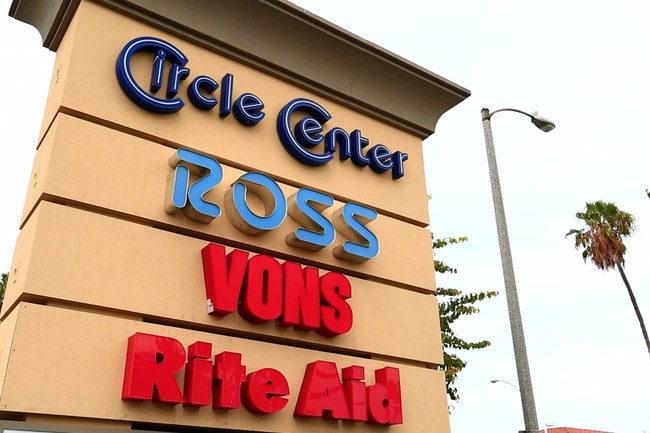 Circle Center
ROSS
VONS
Rite Aid